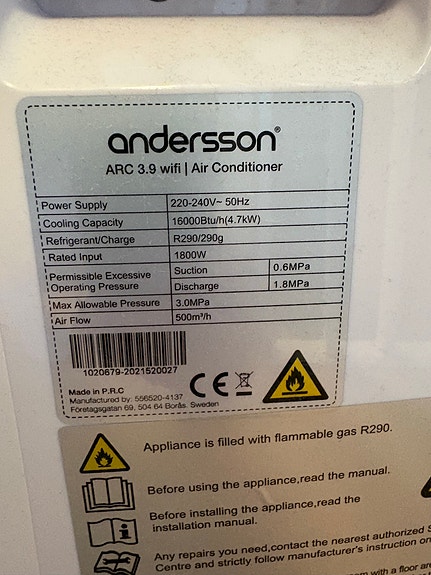 andersson®
ARC 3.9 wifi | Air Conditioner
Power Supply 220-240V~ 50Hz
Cooling Capacity 16000Btu/h(4.7kW)
Refrigerant/Charge R290/290g
Rated Input 1800W
Permissible Excessive Operating Pressure Suction 0.6MPa
Discharge 1.8MPa
Max Allowable Pressure 3.0MPa
Air Flow 500m³/h
1020679-2021520027
Made in P.R.C
Manufactured by: 556520-4137
Företagsgatan 69, 504 64 Borås. Sweden
CE
Appliance is filled with flammable gas R290.
Before using the appliance,read the manual.
Before installing the appliance,read the
installation manual.
Any repairs you need,contact the nearest authorized S
Centre and strictly follow manufacturer's instruction on
with a floor are